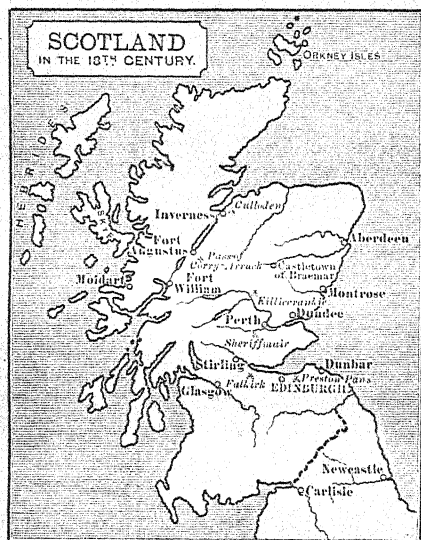 SCOTLAND
IN THE 18TH CENTURY.
ORKNEY ISLES
HEBRIDES
SKYE
Culloden
Inverness
Fort
Augustus
Pass of
Corry-Arrack
Aberdeen
Castletown
of Braemar
Moidart
Fort
William
Killiecrankie
Montrose
Dundee
Perth
Sheriffmuir
Stirling
Dunbar
Falkirk
Preston Pans
EDINBURGH
Glasgow
Newcastle
Carlisle